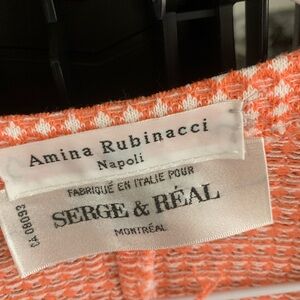 Amina Rubinacci
Napoli
FABRIQUÉ EN ITALIE POUR
SERGE & RÉAL
MONTRÉAL
CA 08093